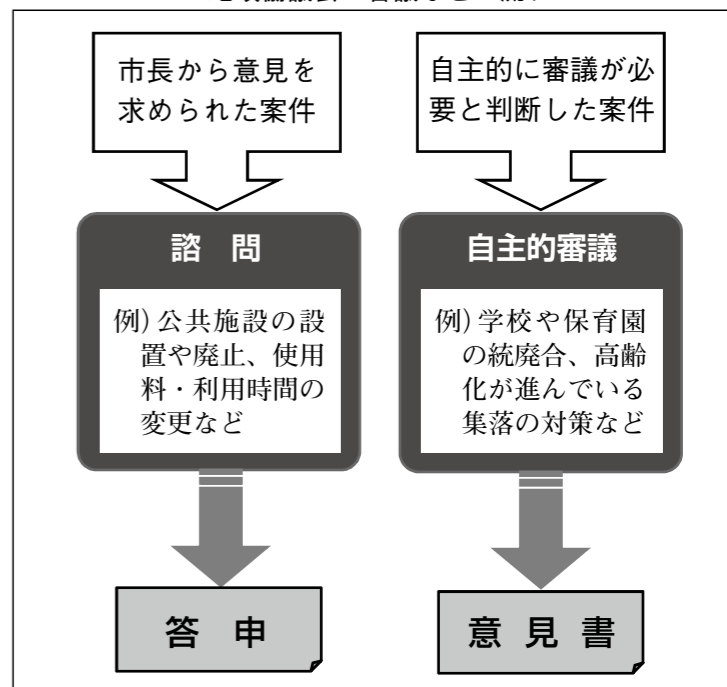 市長から意見を
求められた案件
諮 問
例）公共施設の設
置や廃止、使用
料・利用時間の
変更など
答 申
自主的に審議が必
要と判断した案件
自主的審議
例）学校や保育園
の統廃合、高齢
化が進んでいる
集落の対策など
意 見 書